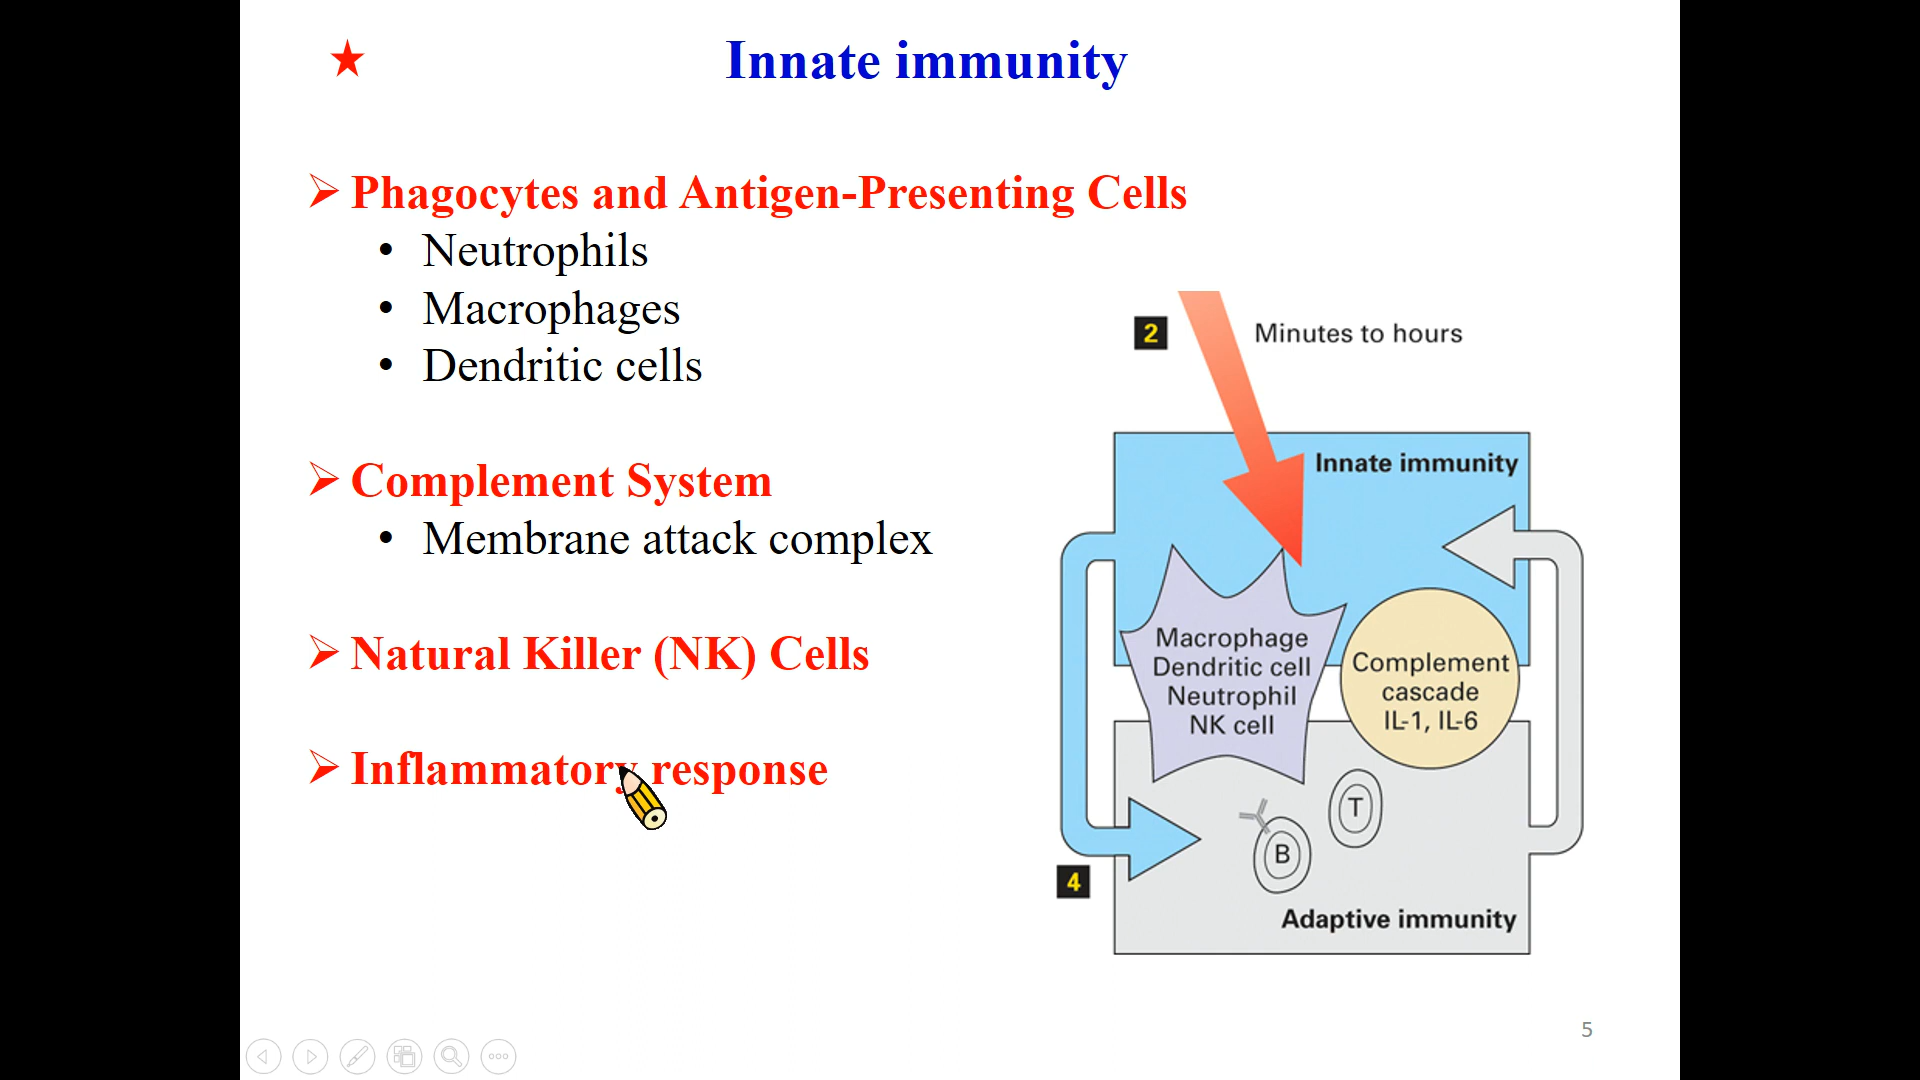 Innate immunity
Phagocytes and Antigen-Presenting Cells
• Neutrophils
• Macrophages
• Dendritic cells
Complement System
• Membrane attack complex
Natural Killer (NK) Cells
Inflammatory response
2
Minutes to hours
Innate immunity
Macrophage
Dendritic cell
Neutrophil
NK cell
Complement
cascade
IL-1, IL-6
T
B
4
Adaptive immunity
5